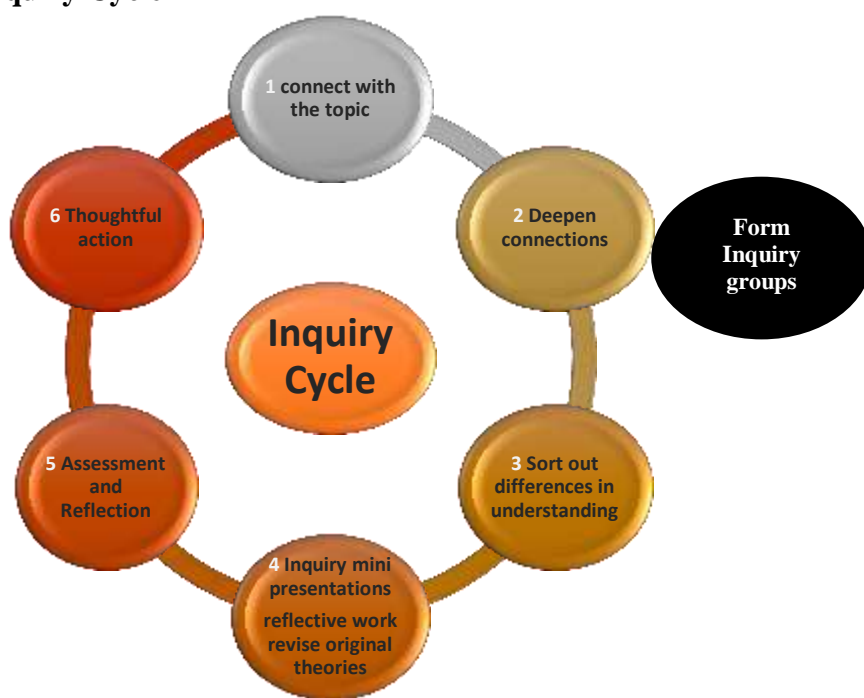 1 connect with
the topic
2 Deepen
connections
Form
Inquiry
groups
3 Sort out
differences in
understanding
4 Inquiry mini
presentations
reflective work
revise original
theories
5 Assessment
and
Reflection
6 Thoughtful
action
Inquiry
Cycle